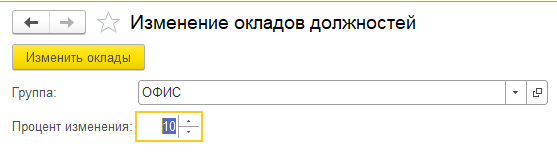 Изменение окладов должностей
Изменить оклады
Группа: ОФИС
Процент изменения: 10